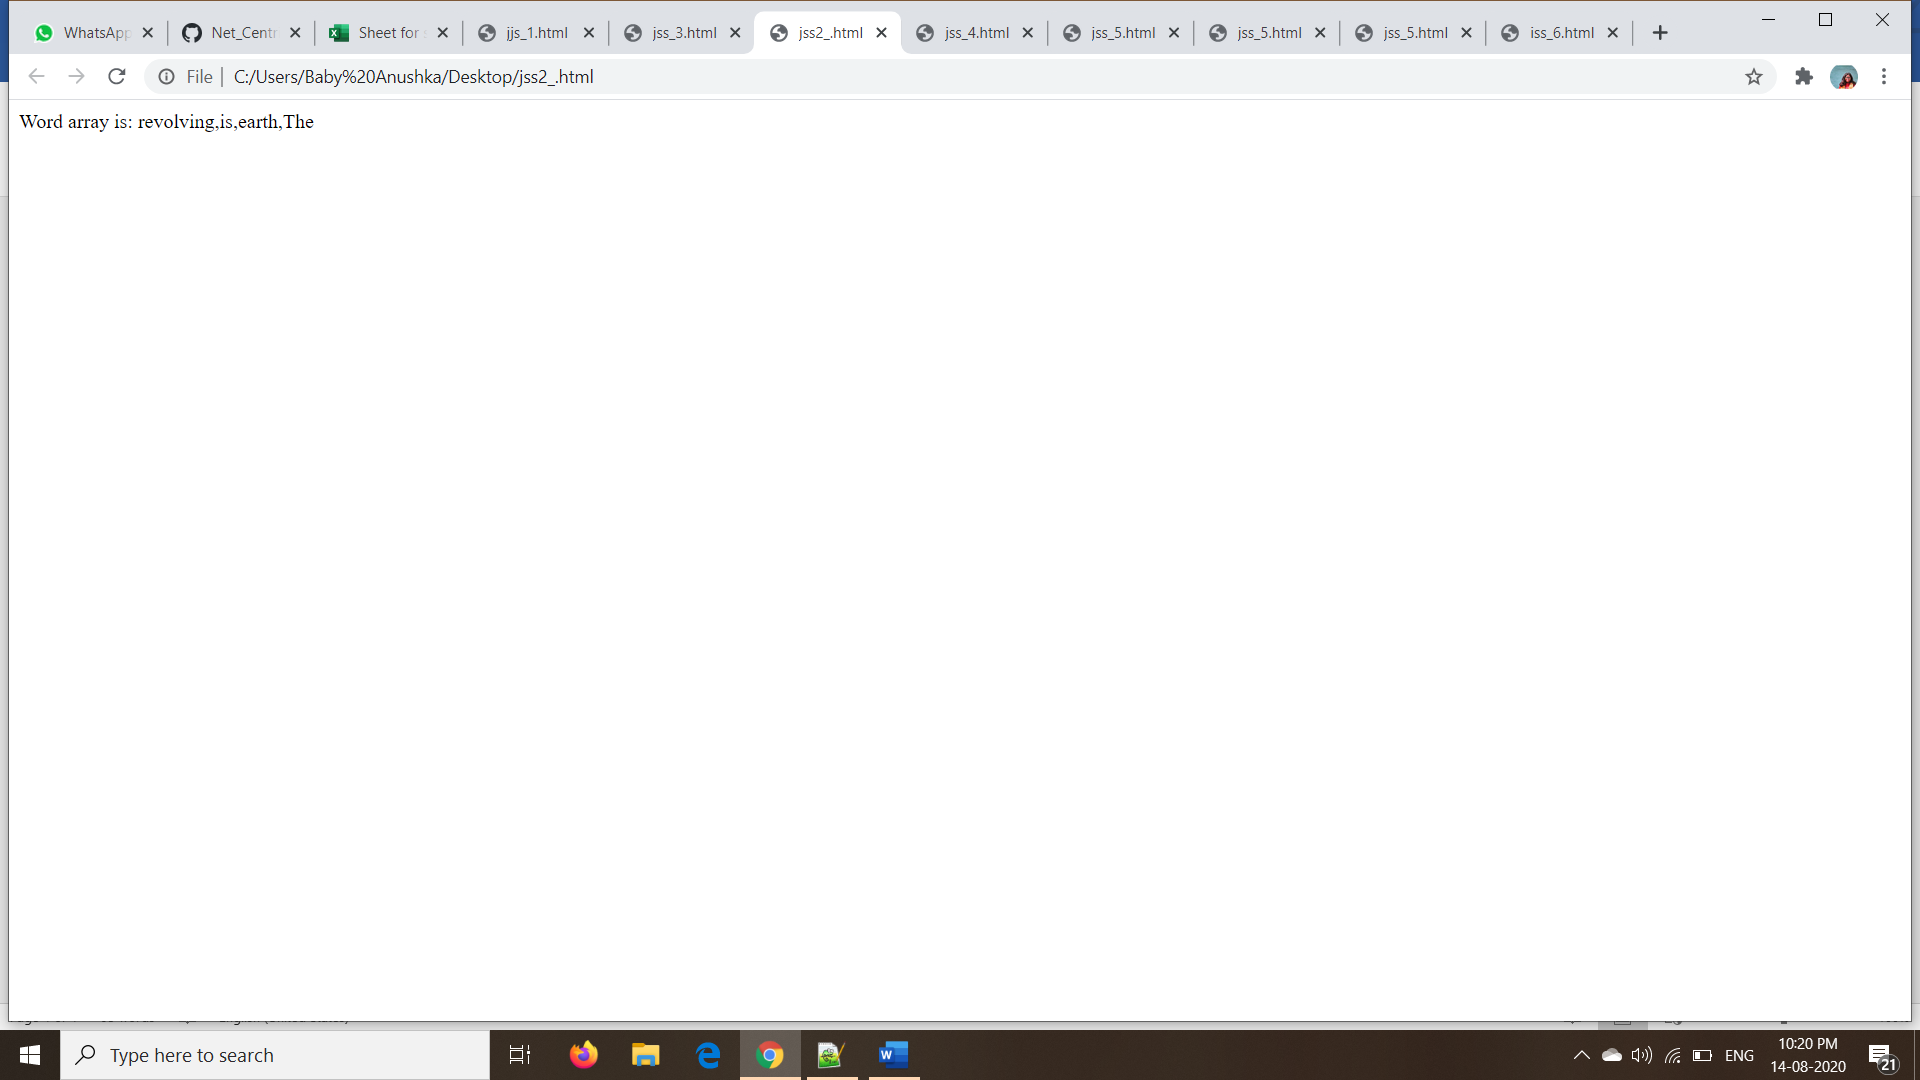 WhatsApp
Net_Centr
Sheet for
jjs_1.html
jss_3.html
jss2_.html
jss_4.html
jss_5.html
jss_5.html
jss_5.html
iss_6.html
File
C:/Users/Baby%20Anushka/Desktop/jss2_.html
Word array is: revolving,is,earth,The
Type here to search
ENG
10:20 PM
14-08-2020
21